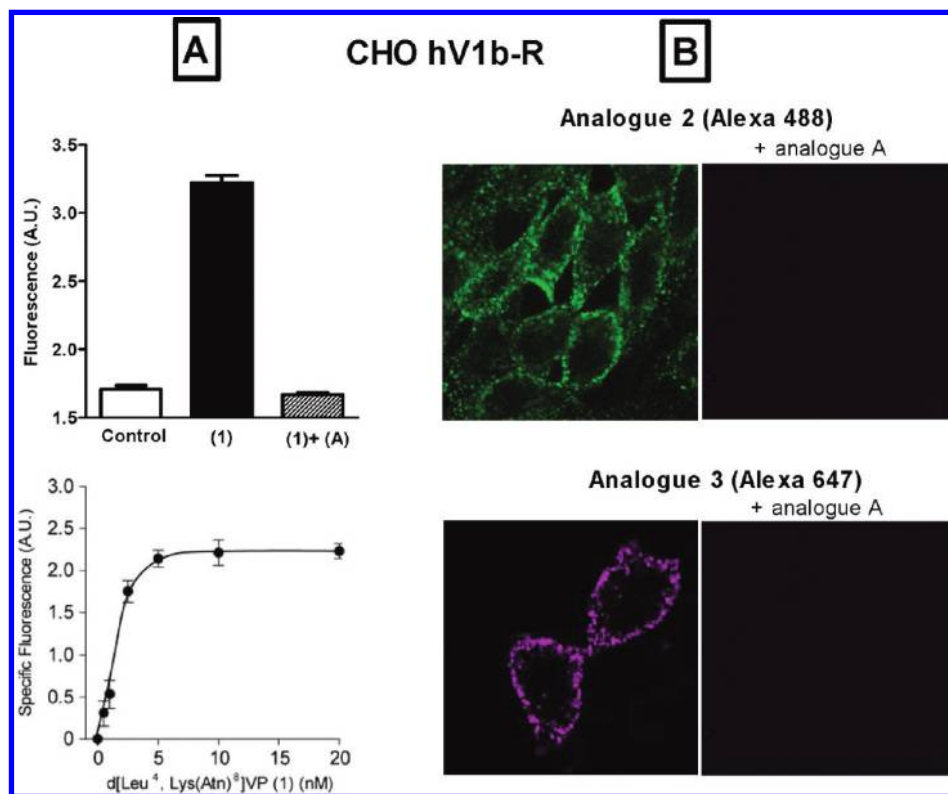 A
CHO hV1b-R
B
3.5
3.0
2.5
2.0
1.5
Fluorescence (A.U.)
Control
(1)
(1)+ (A)
3.0
2.5
2.0
1.5
1.0
0.5
0
Specific Fluorescence (A.U.)
0
5
10
15
20
d[Leu⁴, Lys(Atn)⁸]VP (1) (nM)
Analogue 2 (Alexa 488)
+ analogue A
Analogue 3 (Alexa 647)
+ analogue A